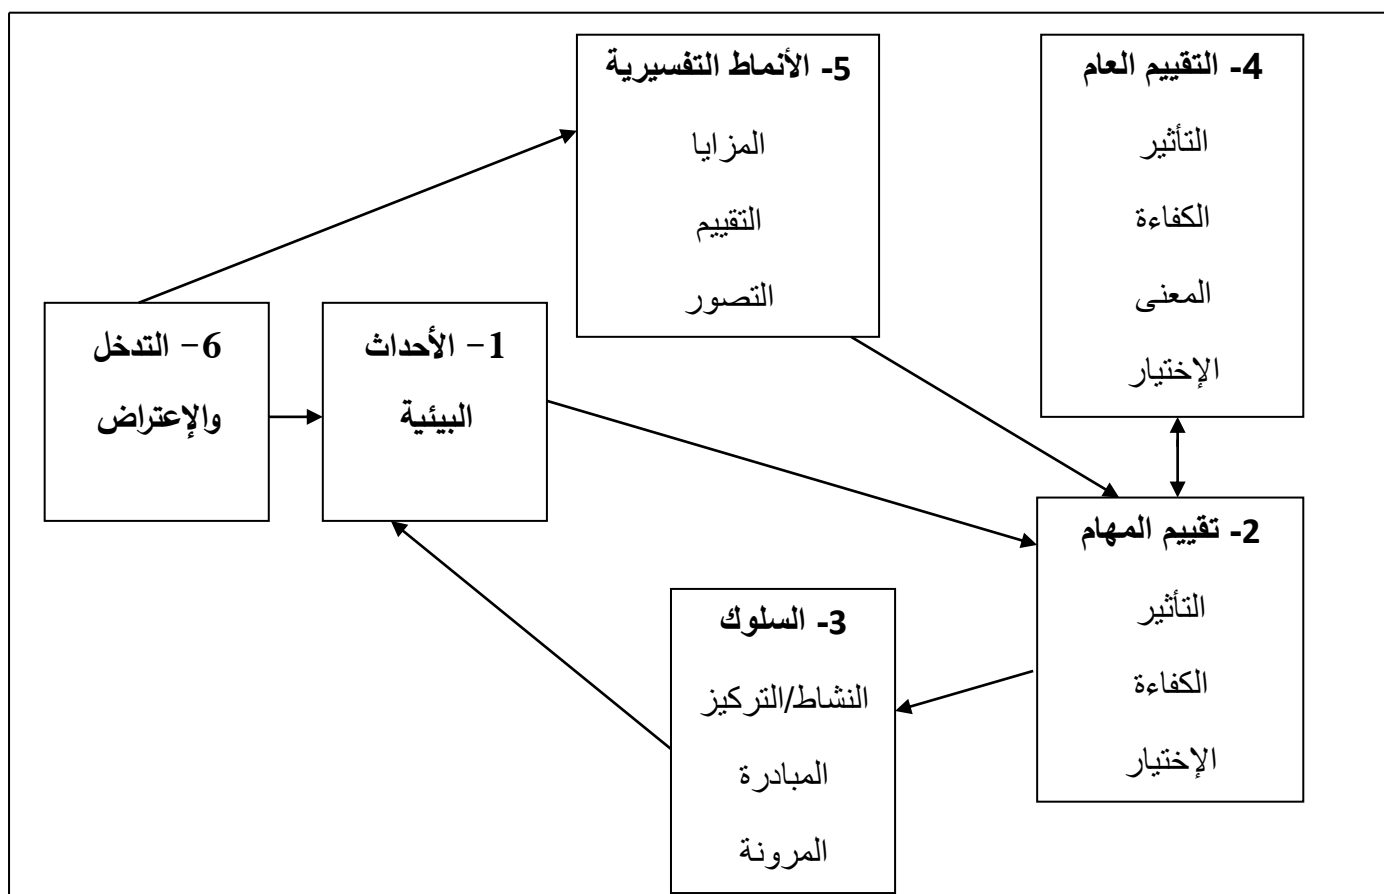 5- الأنماط التفسيرية
المزايا
التقييم
التصور
4- التقييم العام
التأثير
الكفاءة
المعنى
الإختيار
6- التدخل
والإعتراض
1- الأحداث
البيئية
2- تقييم المهام
التأثير
الكفاءة
الإختيار
3- السلوك
النشاط/التركيز
المبادرة
المرونة